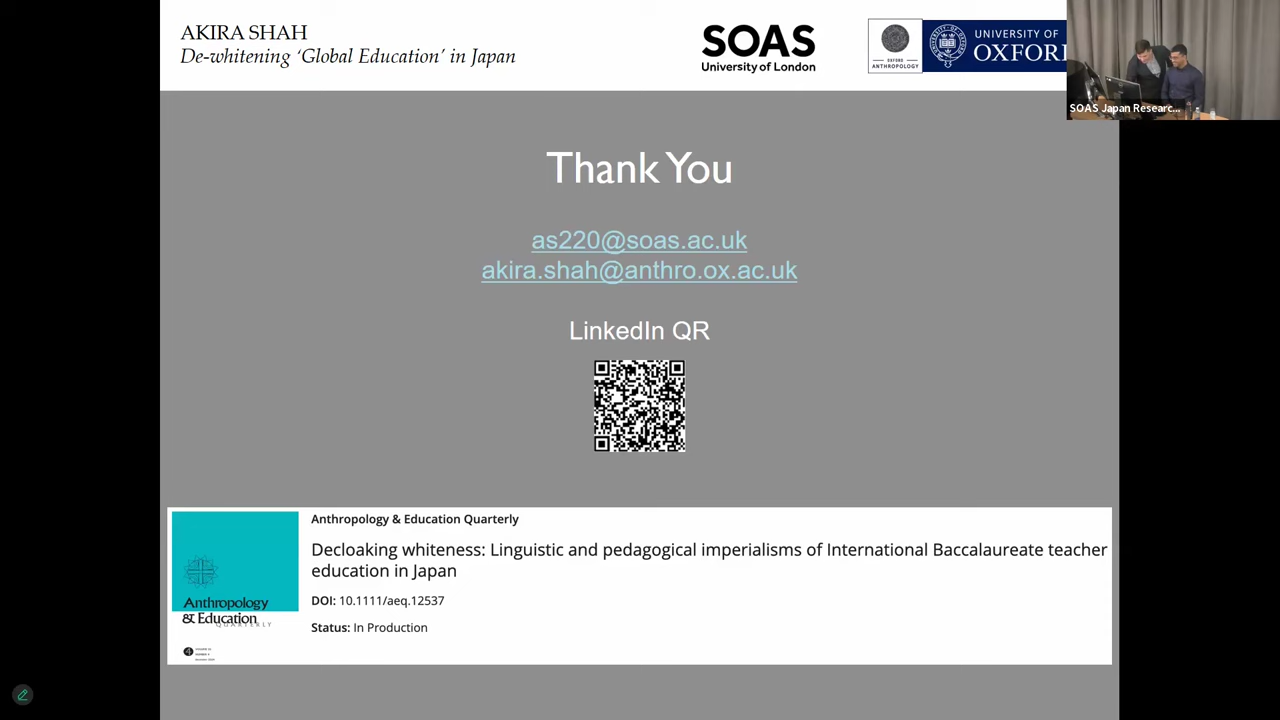 AKIRA SHAH
De-whitening ‘Global Education’ in Japan
SOAS
University of London
OXFORD
ANTHROPOLOGY
UNIVERSITY OF
OXFORD
SOAS Japan Researc...
Thank You
as220@soas.ac.uk
akira.shah@anthro.ox.ac.uk
LinkedIn QR
Anthropology & Education Quarterly
Decloaking whiteness: Linguistic and pedagogical imperialisms of International Baccalaureate teacher
education in Japan
DOI: 10.1111/aeq.12537
Status: In Production
Anthropology
& Education
QUARTERLY